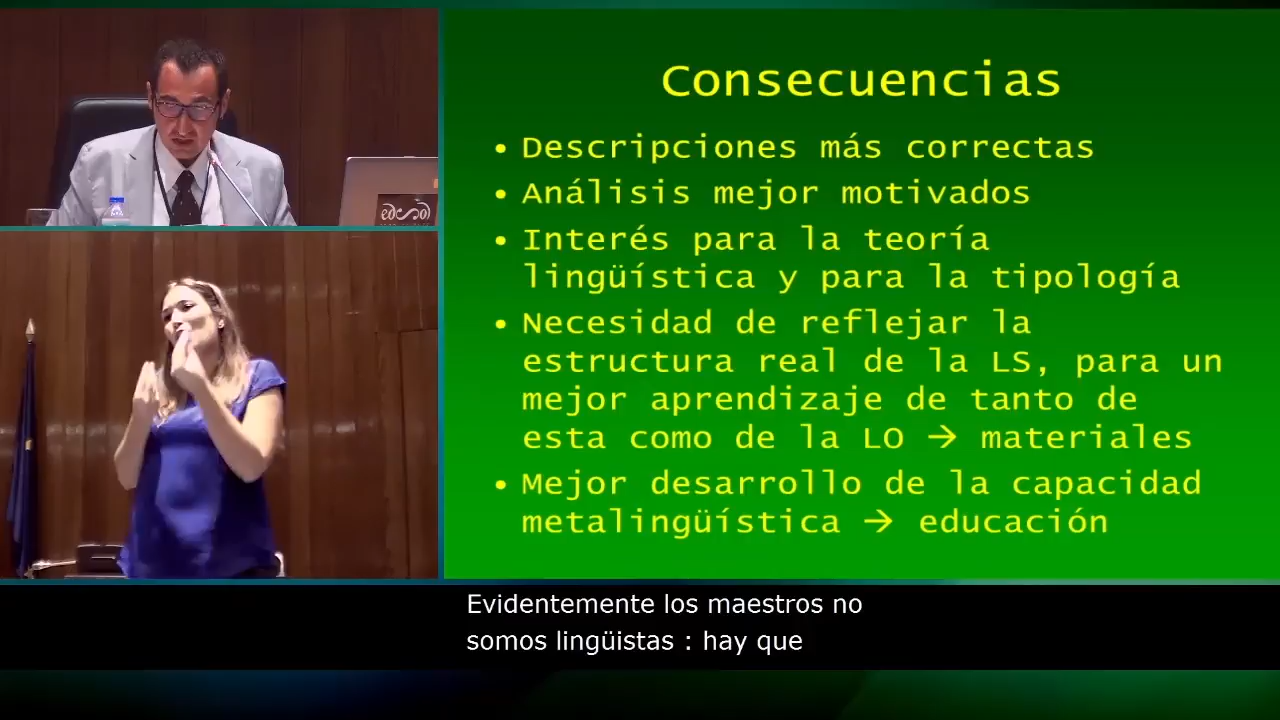 Consecuencias
• Descripciones más correctas
• Análisis mejor motivados
• Interés para la teoría
lingüística y para la tipología
• Necesidad de reflejar la
estructura real de la LS, para un
mejor aprendizaje de tanto de
esta como de la LO → materiales
• Mejor desarrollo de la capacidad
metalingüística → educación
Evidentemente los maestros no
somos lingüistas : hay que